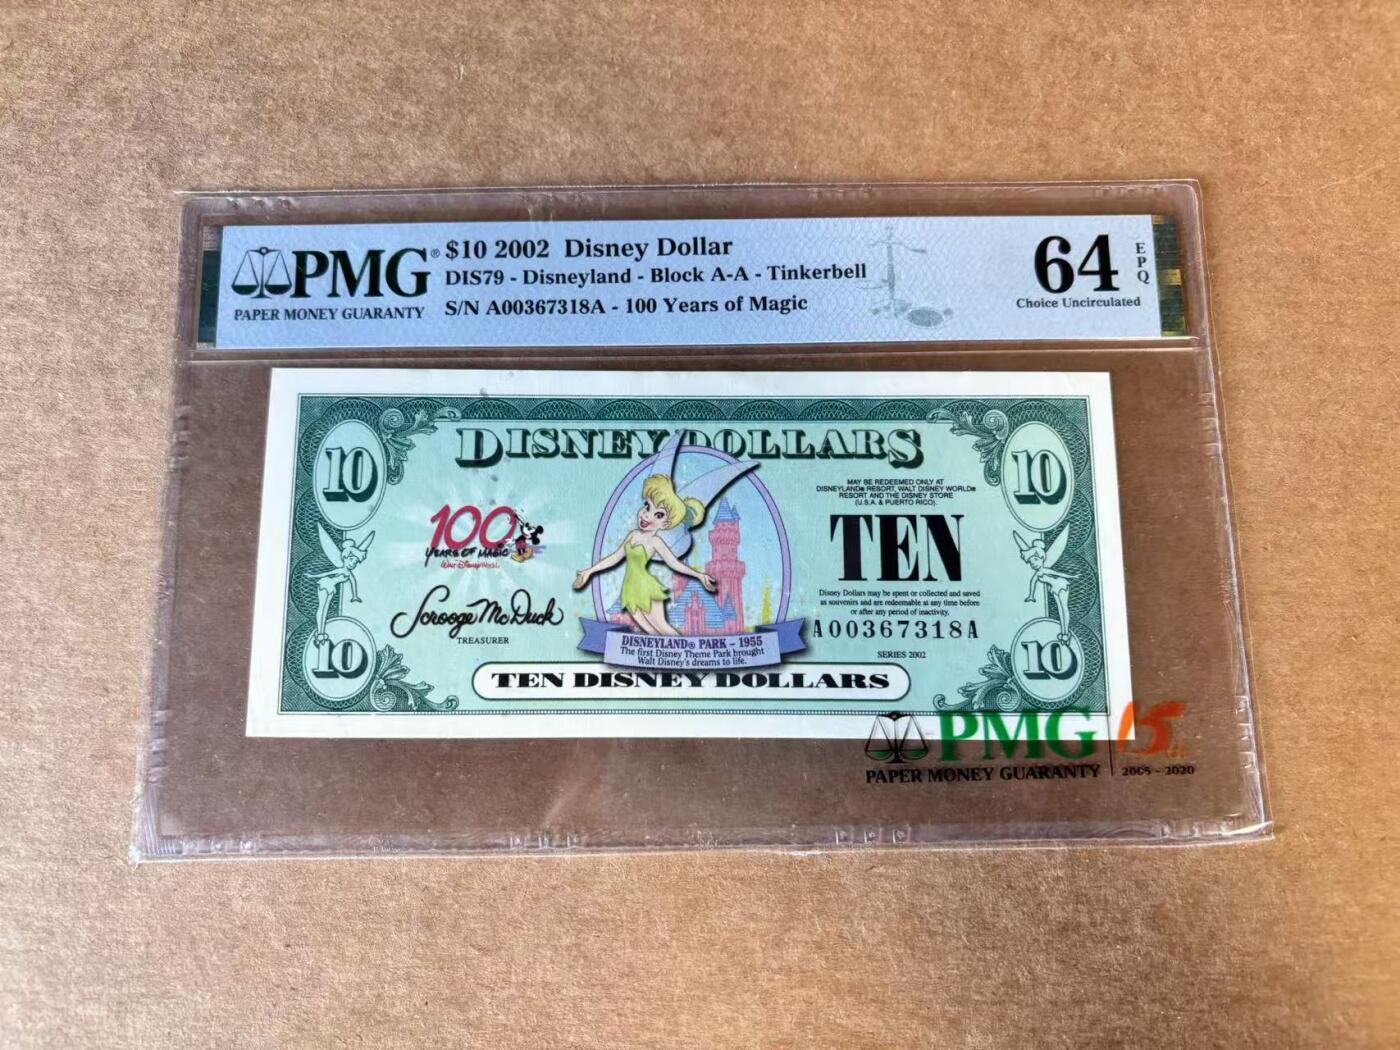 PMG®
PAPER MONEY GUARANTY
$10 2002 Disney Dollar
DIS79 - Disneyland - Block A-A - Tinkerbell
S/N A00367318A - 100 Years of Magic
64
EPQ
Choice Uncirculated
10
DISNEY DOLLARS
10
MAY BE REDEEMED ONLY AT
DISNEYLAND® RESORT, WALT DISNEY WORLD®
RESORT AND THE DISNEY STORE
(U.S.A. & PUERTO RICO).
100
YEARS OF MAGIC
Walt Disney World
TEN
Scrooge McDuck
TREASURER
Disney Dollars may be spent or collected and saved
as souvenirs and are redeemable at any time before
or after any period of inactivity.
A00367318A
SERIES 2002
DISNEYLAND® PARK - 1955
The first Disney Theme Park brought
Walt Disney's dreams to life.
10
TEN DISNEY DOLLARS
10
PMG 15
PAPER MONEY GUARANTY
2005 - 2020